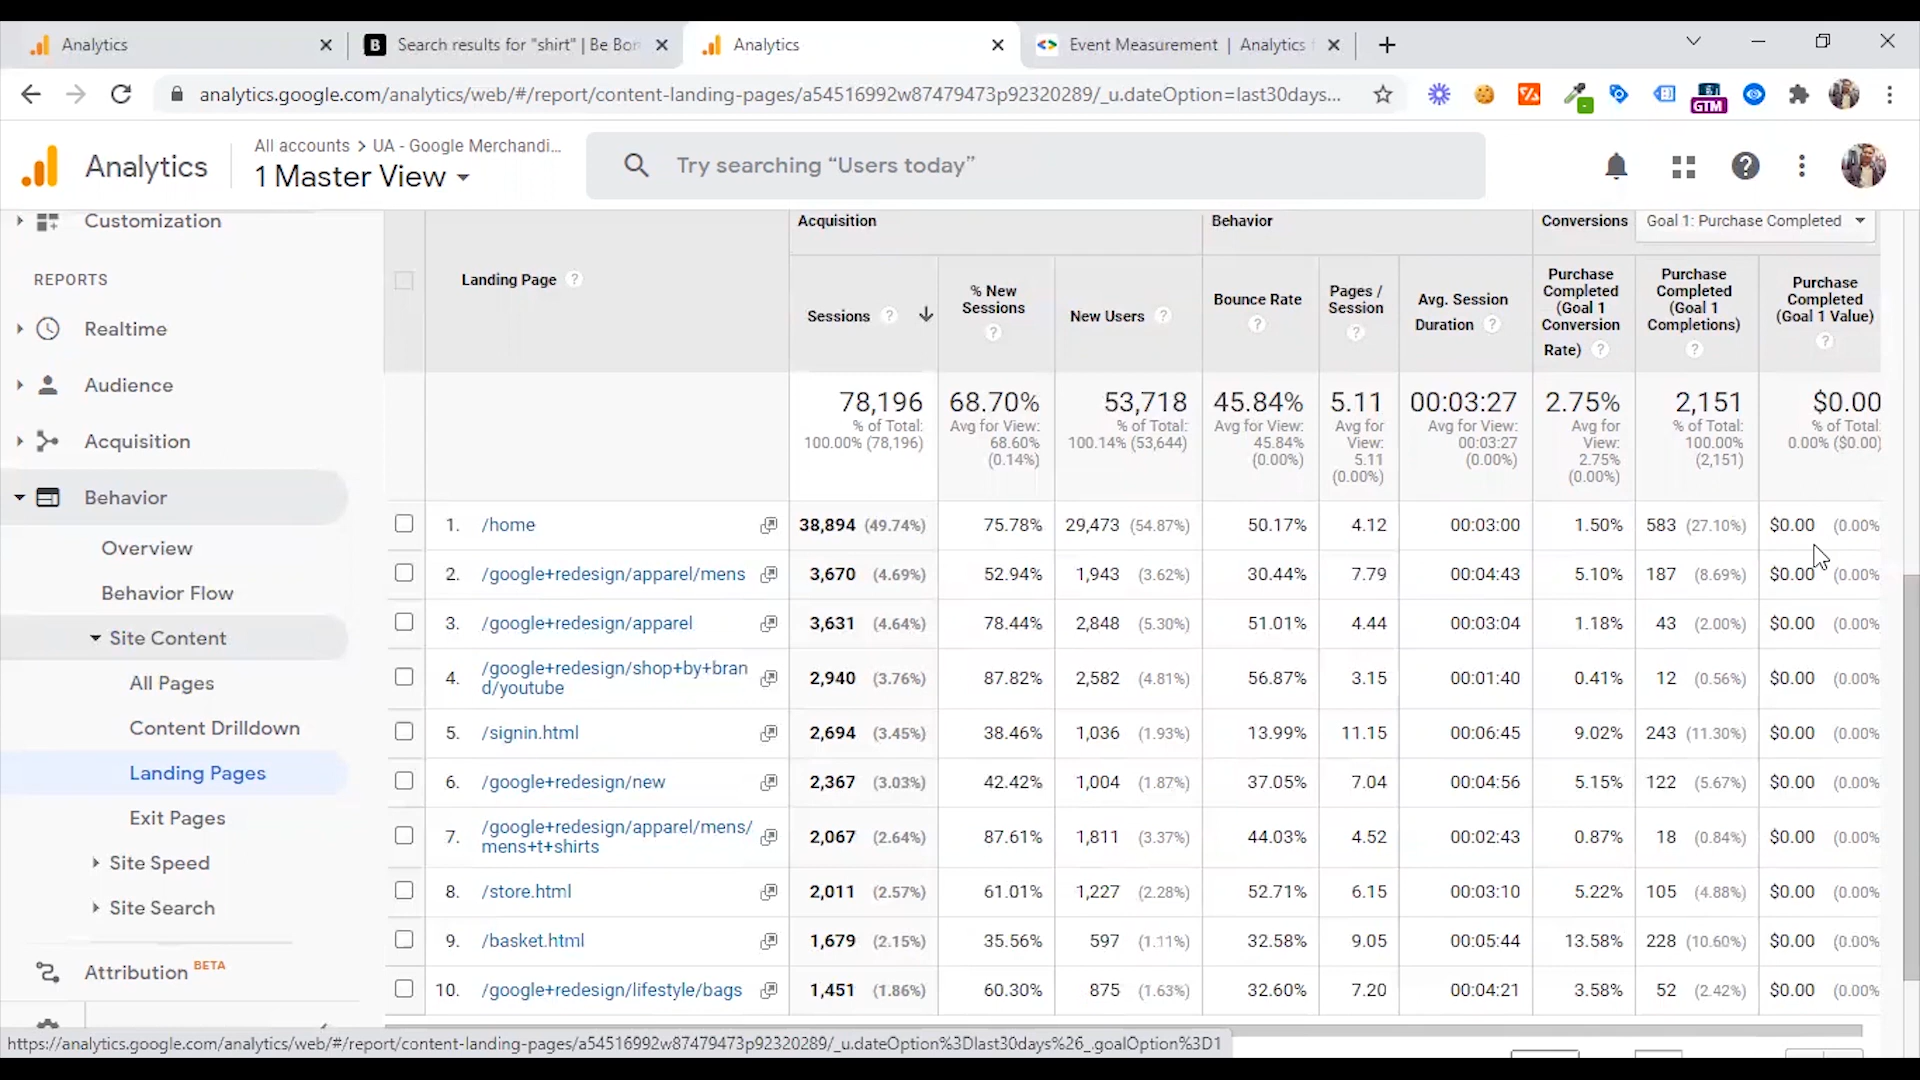 Analytics
Search results for "shirt" | Be Bor
Analytics
Event Measurement | Analytics
analytics.google.com/analytics/web/#/report/content-landing-pages/a54516992w87479473p92320289/_u.dateOption=last30days...
GTM
Analytics
All accounts > UA - Google Merchandi...
1 Master View
Try searching “Users today”
Customization
REPORTS
Realtime
Audience
Acquisition
Behavior
Overview
Behavior Flow
Site Content
All Pages
Content Drilldown
Landing Pages
Exit Pages
Site Speed
Site Search
Attribution BETA
Acquisition
Behavior
Conversions
Goal 1: Purchase Completed
Landing Page
Sessions
% New
Sessions
New Users
Bounce Rate
Pages /
Session
Avg. Session
Duration
Purchase
Completed
(Goal 1
Conversion
Rate)
Purchase
Completed
(Goal 1
Completions)
Purchase
Completed
(Goal 1 Value)
78,196
% of Total:
100.00% (78,196)
68.70%
Avg for View:
68.60%
(0.14%)
53,718
% of Total:
100.14% (53,644)
45.84%
Avg for View:
45.84%
(0.00%)
5.11
Avg for
View:
5.11
(0.00%)
00:03:27
Avg for View:
00:03:27
(0.00%)
2.75%
Avg for
View:
2.75%
(0.00%)
2,151
% of Total:
100.00%
(2,151)
$0.00
% of Total:
0.00% ($0.00)
1. /home 38,894 (49.74%) 75.78% 29,473 (54.87%) 50.17% 4.12 00:03:00 1.50% 583 (27.10%) $0.00 (0.00%
2. /google+redesign/apparel/mens 3,670 (4.69%) 52.94% 1,943 (3.62%) 30.44% 7.79 00:04:43 5.10% 187 (8.69%) $0.00 (0.00%
3. /google+redesign/apparel 3,631 (4.64%) 78.44% 2,848 (5.30%) 51.01% 4.44 00:03:04 1.18% 43 (2.00%) $0.00 (0.00%
4. /google+redesign/shop+by+bran
d/youtube 2,940 (3.76%) 87.82% 2,582 (4.81%) 56.87% 3.15 00:01:40 0.41% 12 (0.56%) $0.00 (0.00%
5. /signin.html 2,694 (3.45%) 38.46% 1,036 (1.93%) 13.99% 11.15 00:06:45 9.02% 243 (11.30%) $0.00 (0.00%
6. /google+redesign/new 2,367 (3.03%) 42.42% 1,004 (1.87%) 37.05% 7.04 00:04:56 5.15% 122 (5.67%) $0.00 (0.00%
7. /google+redesign/apparel/mens/
mens+t+shirts 2,067 (2.64%) 87.61% 1,811 (3.37%) 44.03% 4.52 00:02:43 0.87% 18 (0.84%) $0.00 (0.00%
8. /store.html 2,011 (2.57%) 61.01% 1,227 (2.28%) 52.71% 6.15 00:03:10 5.22% 105 (4.88%) $0.00 (0.00%
9. /basket.html 1,679 (2.15%) 35.56% 597 (1.11%) 32.58% 9.05 00:05:44 13.58% 228 (10.60%) $0.00 (0.00%
10. /google+redesign/lifestyle/bags 1,451 (1.86%) 60.30% 875 (1.63%) 32.60% 7.20 00:04:21 3.58% 52 (2.42%) $0.00 (0.00%
https://analytics.google.com/analytics/web/#/report/content-landing-pages/a54516992w87479473p92320289/_u.dateOption%3Dlast30days%26_.goalOption%3D1